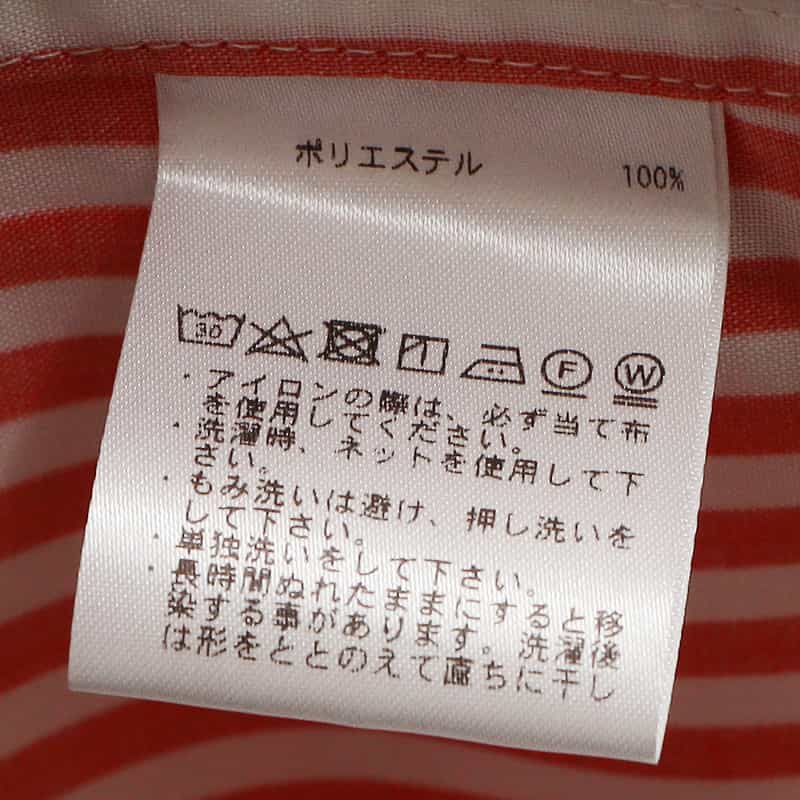 ポリエステル 100%
30 F W
・アイロンの際は、必ず当て布
を使用してください。
・洗濯時、ネットを使用して下
さい。
・もみ洗いは避け、押し洗いを
して下さい。
・単独洗いをして下さい。
・長時間ぬれたままにすると移
染する事があります。洗濯後
は形をととのえて直ちに干し